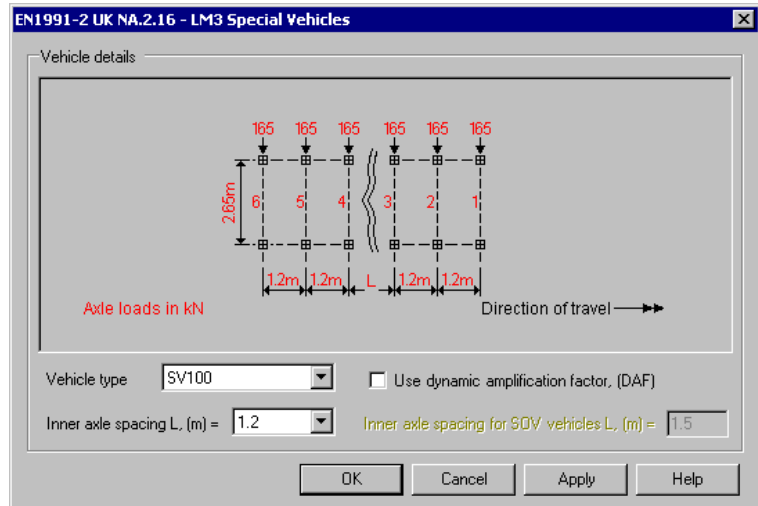 EN1991-2 UK NA.2.16 - LM3 Special Vehicles
Vehicle details
165 165 165 165 165 165
2.65m 6 5 4 3 2 1
1.2m 1.2m L 1.2m 1.2m
Axle loads in kN Direction of travel
Vehicle type SV100 Use dynamic amplification factor, (DAF)
Inner axle spacing L, (m) = 1.2 Inner axle spacing for SOV vehicles L, (m) = 1.5
OK Cancel Apply Help